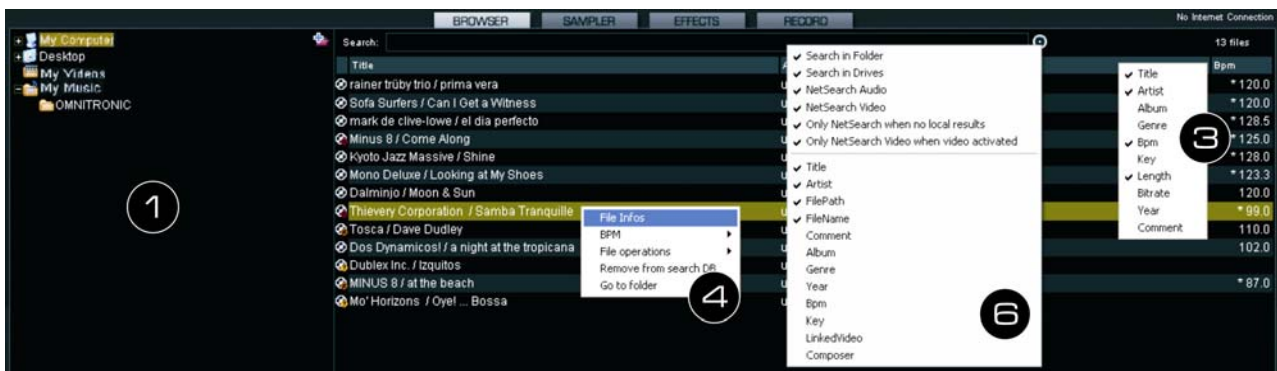 BROWSER SAMPLER EFFECTS RECORD No Internet Connection
My Computer
Desktop
My Videos
My Music
OMNITRONIC
1
Search: 13 files
Title Bpm
rainer trüby trio / prima vera * 120.0
Sofa Surfers / Can I Get a Witness * 120.0
mark de clive-lowe / el dia perfecto * 128.5
Minus 8 / Come Along * 125.0
Kyoto Jazz Massive / Shine * 128.0
Mono Deluxe / Looking at My Shoes * 123.3
Dalminjo / Moon & Sun 120.0
Thievery Corporation / Samba Tranquille * 99.0
Tosca / Dave Dudley 110.0
Dos Dynamicos! / a night at the tropicana 102.0
Dublex Inc. / Izquitos
MINUS 8 / at the beach * 87.0
Mo' Horizons / Oye! ... Bossa
File Infos
BPM
File operations
Remove from search DB
Go to folder
4
Search in Folder
Search in Drives
NetSearch Audio
NetSearch Video
Only NetSearch when no local results
Only NetSearch Video when video activated
Title
Artist
FilePath
FileName
Comment
Album
Genre
Year
Bpm
Key
LinkedVideo
Composer
6
Title
Artist
Album
Genre
Bpm
Key
Length
Bitrate
Year
Comment
3